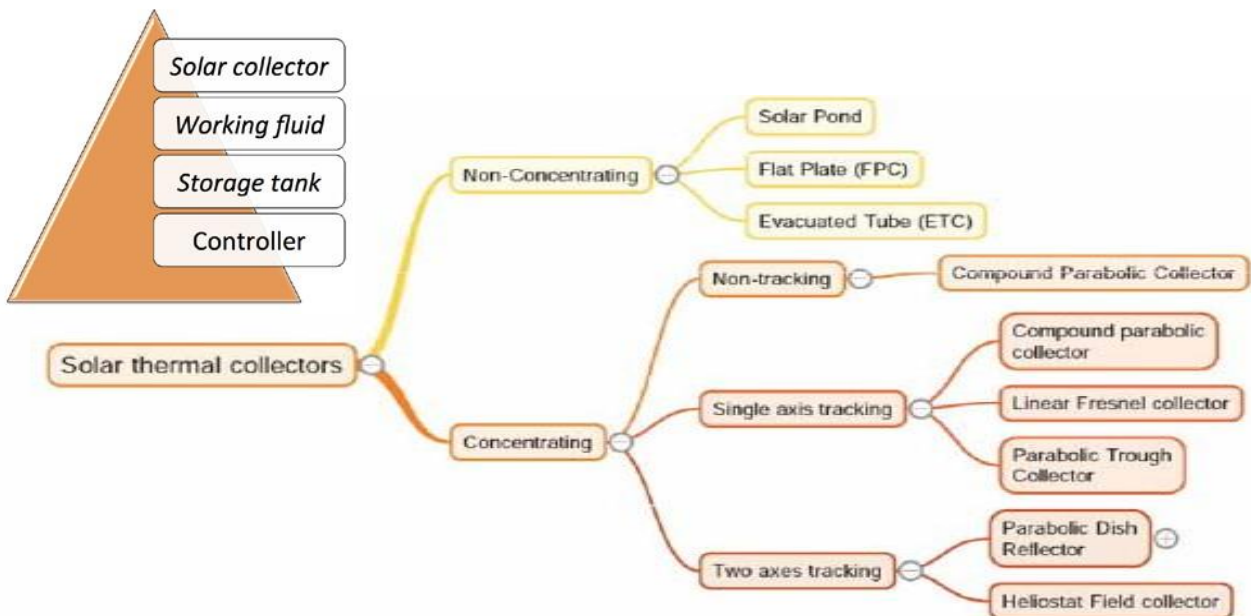 Solar collector
Working fluid
Storage tank
Controller
Solar thermal collectors
Non-Concentrating
Solar Pond
Flat Plate (FPC)
Evacuated Tube (ETC)
Concentrating
Non-tracking
Compound Parabolic Collector
Single axis tracking
Compound parabolic
collector
Linear Fresnel collector
Parabolic Trough
Collector
Two axes tracking
Parabolic Dish
Reflector
Heliostat Field collector